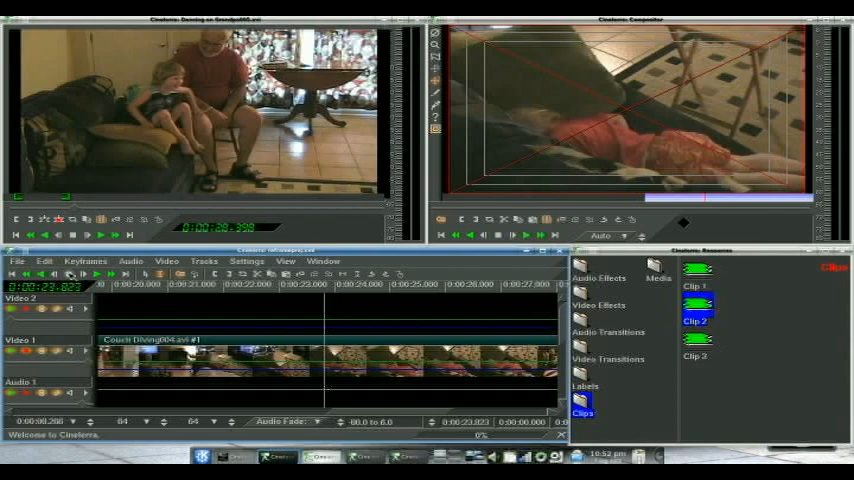 Cinelerra: Dancing on Grandpa005.avi
Cinelerra: Compositor
0:00:28:398
Auto
File Edit Keyframes Audio Video Tracks Settings View Window
0:00:23.823
0:00:20.000 0:00:21.000 0:00:22.000 0:00:23.000 0:00:24.000 0:00:25.000 0:00:26.000 0:00:27.000
Video 2
Video 1
Couch Diving004.avi #1
Audio 1
64 64 Audio Fade: -80.0 to 6.0 0:00:23.823 0:00:00.000
Welcome to Cinelerra.
0%
Cinelerra: Resources
Audio Effects
Video Effects
Audio Transitions
Video Transitions
Labels
Clips
Media
Clip 1
Clip 2
Clip 3
Clips
10:52 pm